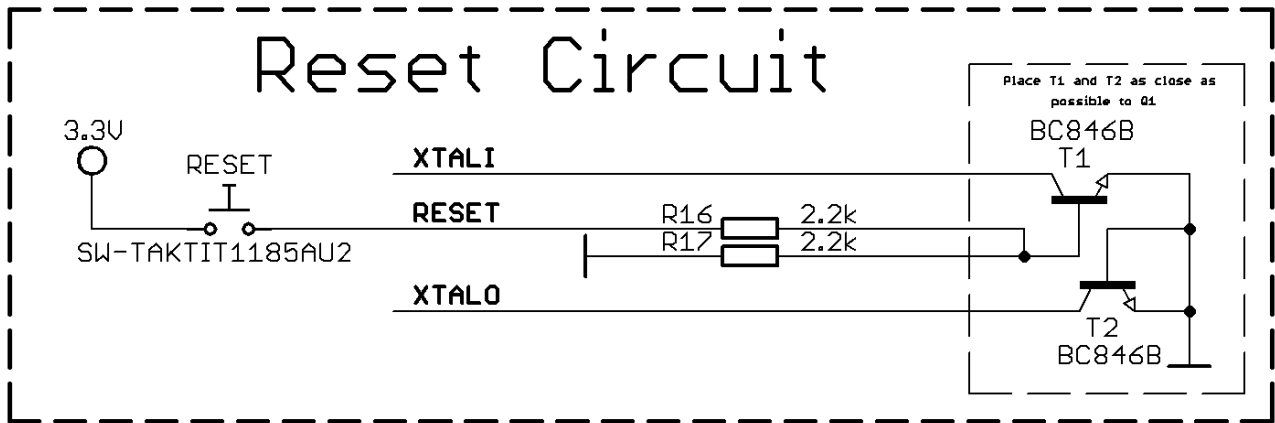 Reset Circuit
Place T1 and T2 as close as
possible to Q1
3.3V
BC846B
T1
RESET
XTALI
RESET
R16
2.2k
R17
2.2k
SW-TAKTIT1185AU2
XTALO
T2
BC846B